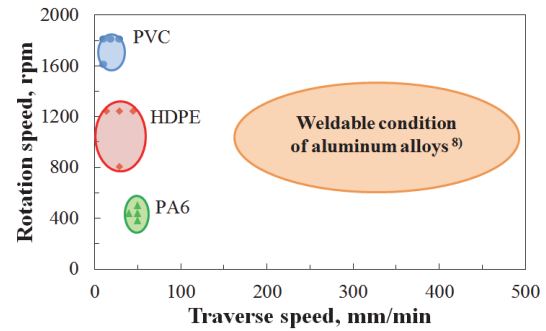 2000
1600
1200
800
400
0
Rotation speed, rpm
PVC
HDPE
PA6
Weldable condition
of aluminum alloys 8)
0 100 200 300 400 500
Traverse speed, mm/min